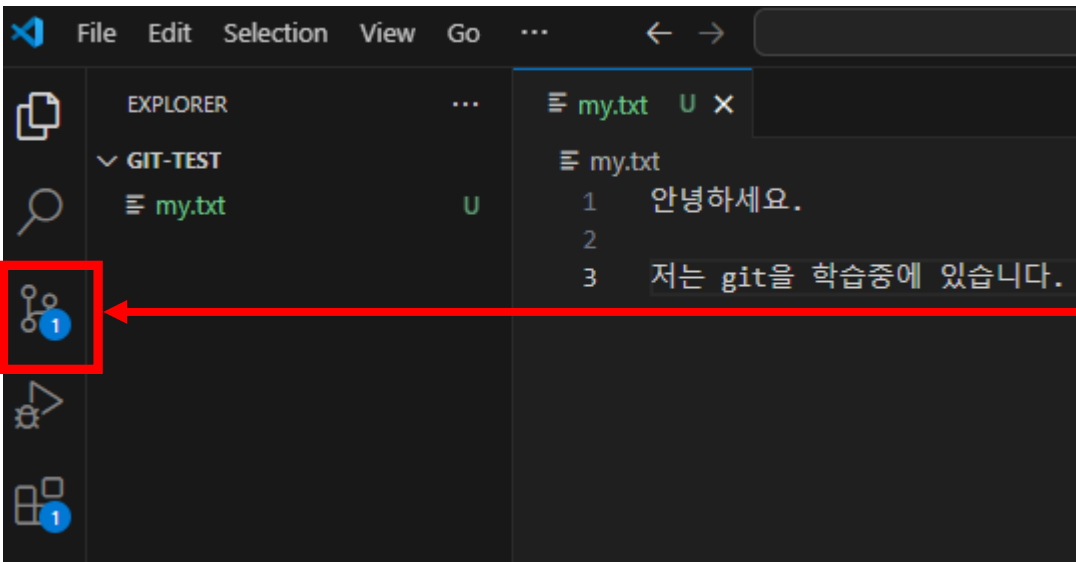 File Edit Selection View Go ...
EXPLORER ...
my.txt U
GIT-TEST
my.txt
my.txt U
1 안녕하세요.
2
3 저는 git을 학습중에 있습니다.
1
1